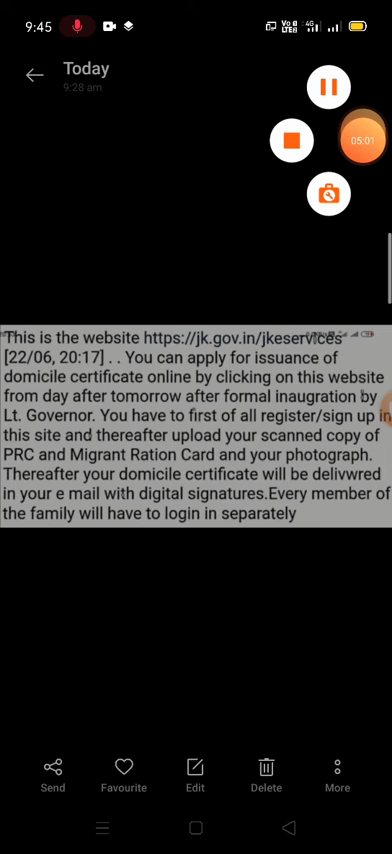 9:45
Vo
LTE2
4G
Today
9:28 am
05:01
This is the website https://jk.gov.in/jkeservices
[22/06, 20:17] . . You can apply for issuance of
domicile certificate online by clicking on this website
from day after tomorrow after formal inaugration by
Lt. Governor. You have to first of all register/sign up in
this site and thereafter upload your scanned copy of
PRC and Migrant Ration Card and your photograph.
Thereafter your domicile certificate will be delivwred
in your e mail with digital signatures.Every member of
the family will have to login in separately
Send Favourite Edit Delete More